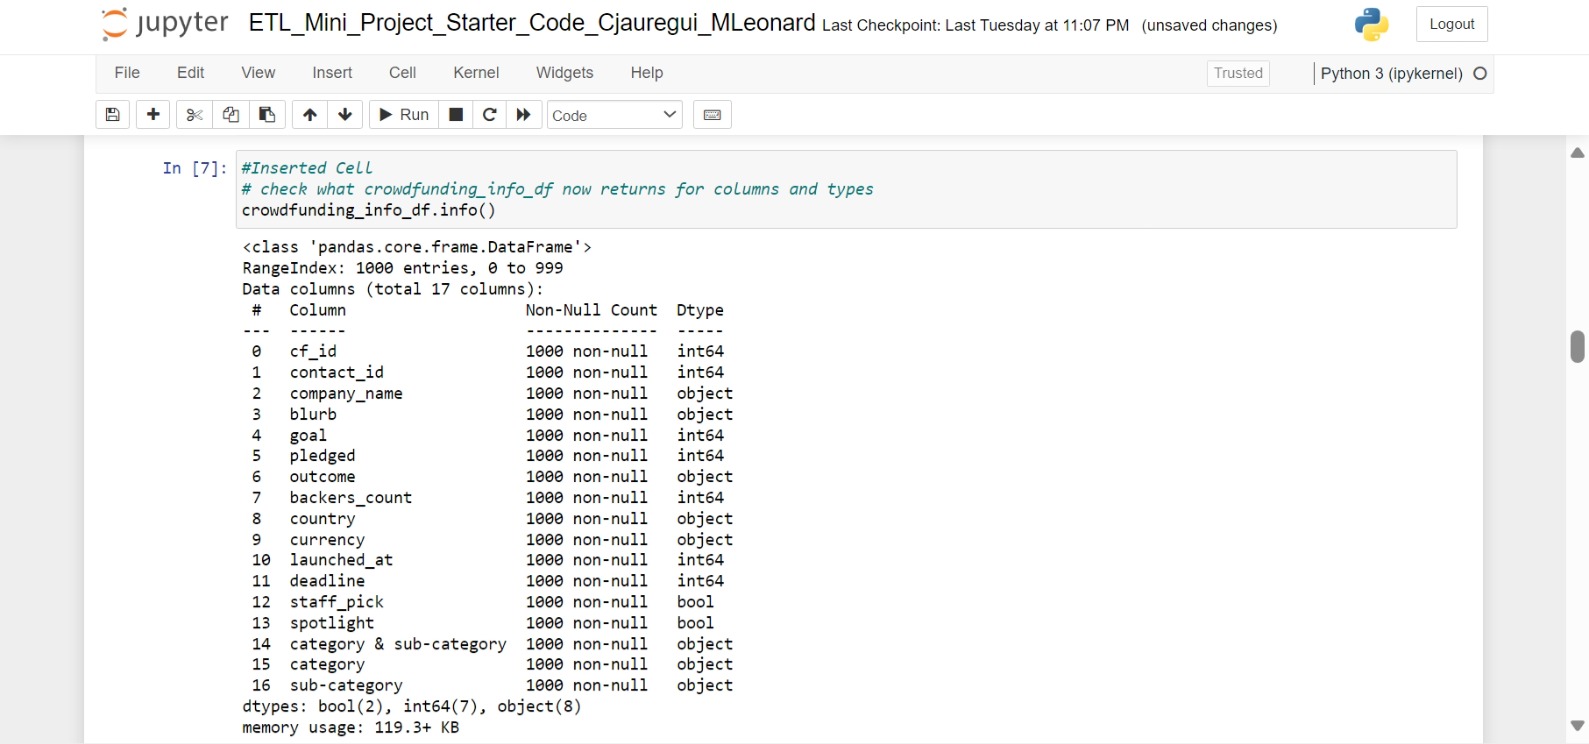 jupyter ETL_Mini_Project_Starter_Code_Cjauregui_MLeonard Last Checkpoint: Last Tuesday at 11:07 PM (unsaved changes) Logout
File Edit View Insert Cell Kernel Widgets Help Trusted Python 3 (ipykernel)
Run Code
In [7]: #Inserted Cell
# check what crowdfunding_info_df now returns for columns and types
crowdfunding_info_df.info()
<class 'pandas.core.frame.DataFrame'>
RangeIndex: 1000 entries, 0 to 999
Data columns (total 17 columns):
 #   Column                   Non-Null Count  Dtype
---  ------                   --------------  -----
 0   cf_id                    1000 non-null   int64
 1   contact_id               1000 non-null   int64
 2   company_name             1000 non-null   object
 3   blurb                    1000 non-null   object
 4   goal                     1000 non-null   int64
 5   pledged                  1000 non-null   int64
 6   outcome                  1000 non-null   object
 7   backers_count            1000 non-null   int64
 8   country                  1000 non-null   object
 9   currency                 1000 non-null   object
 10  launched_at              1000 non-null   int64
 11  deadline                 1000 non-null   int64
 12  staff_pick               1000 non-null   bool
 13  spotlight                1000 non-null   bool
 14  category & sub-category  1000 non-null   object
 15  category                 1000 non-null   object
 16  sub-category             1000 non-null   object
dtypes: bool(2), int64(7), object(8)
memory usage: 119.3+ KB